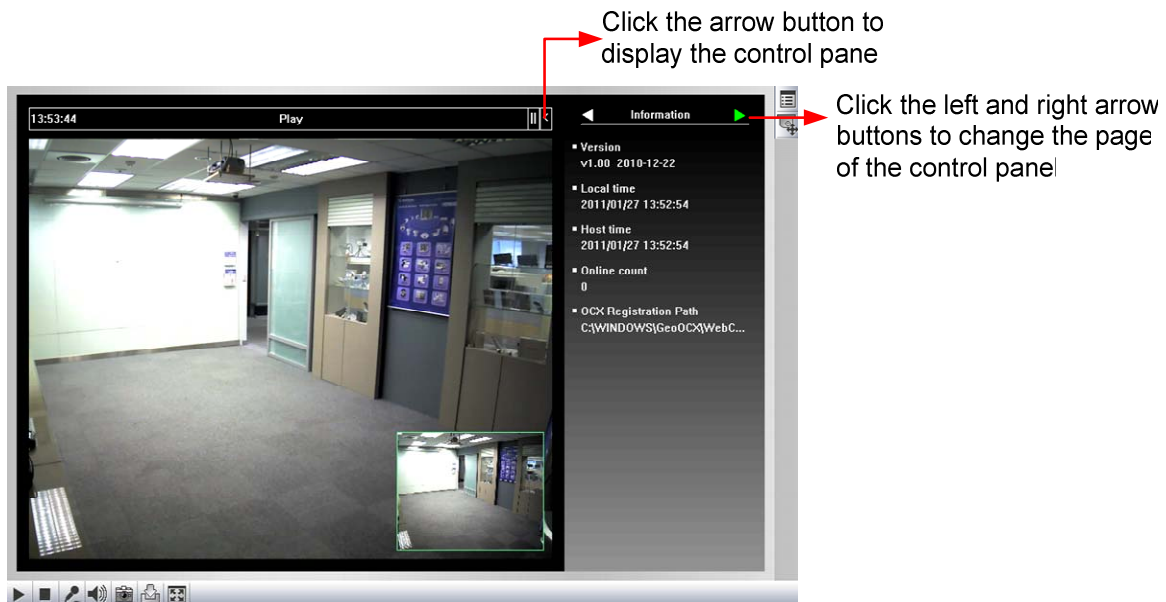 Click the arrow button to
display the control pane
13:53:44 Play
Information
Click the left and right arrow
buttons to change the page
of the control panel
Version
v1.00 2010-12-22
Local time
2011/01/27 13:52:54
Host time
2011/01/27 13:52:54
Online count
0
OCX Registration Path
C:\WINDOWS\GeoOCX\WebC...